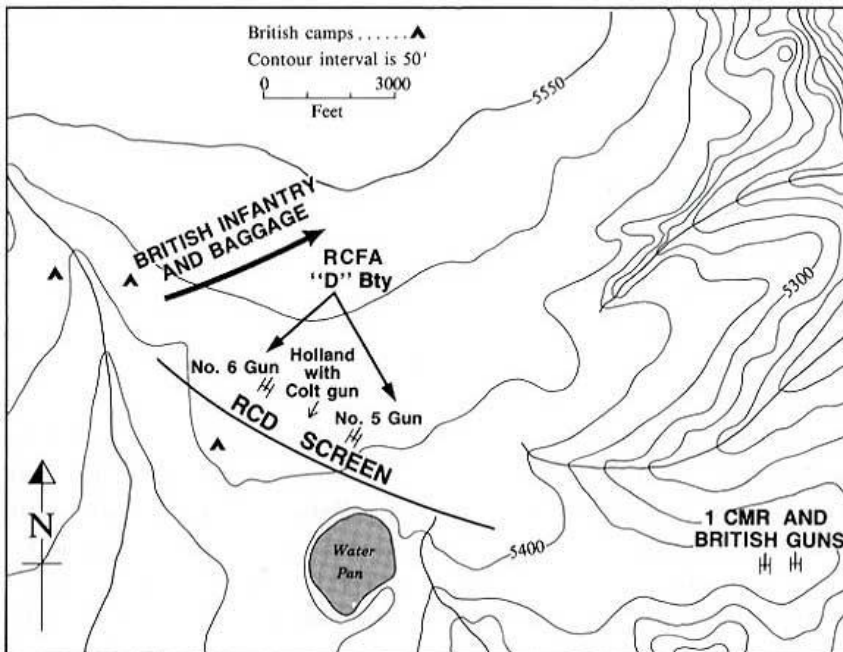 British camps ......
Contour interval is 50'
0 3000
Feet
5550
BRITISH INFANTRY
AND BAGGAGE
RCFA
"D" Bty
5300
No. 6 Gun
Holland
with
Colt gun
No. 5 Gun
RCD SCREEN
N
Water
Pan
5400
1 CMR AND
BRITISH GUNS